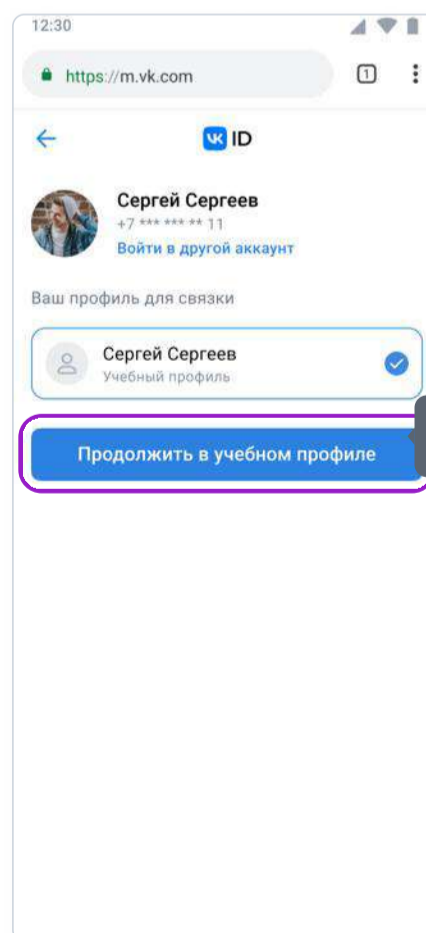 12:30
https://m.vk.com
1
VK ID
Сергей Сергеев
+7 *** *** ** 11
Войти в другой аккаунт
Ваш профиль для связки
Сергей Сергеев
Учебный профиль
Продолжить в учебном профиле